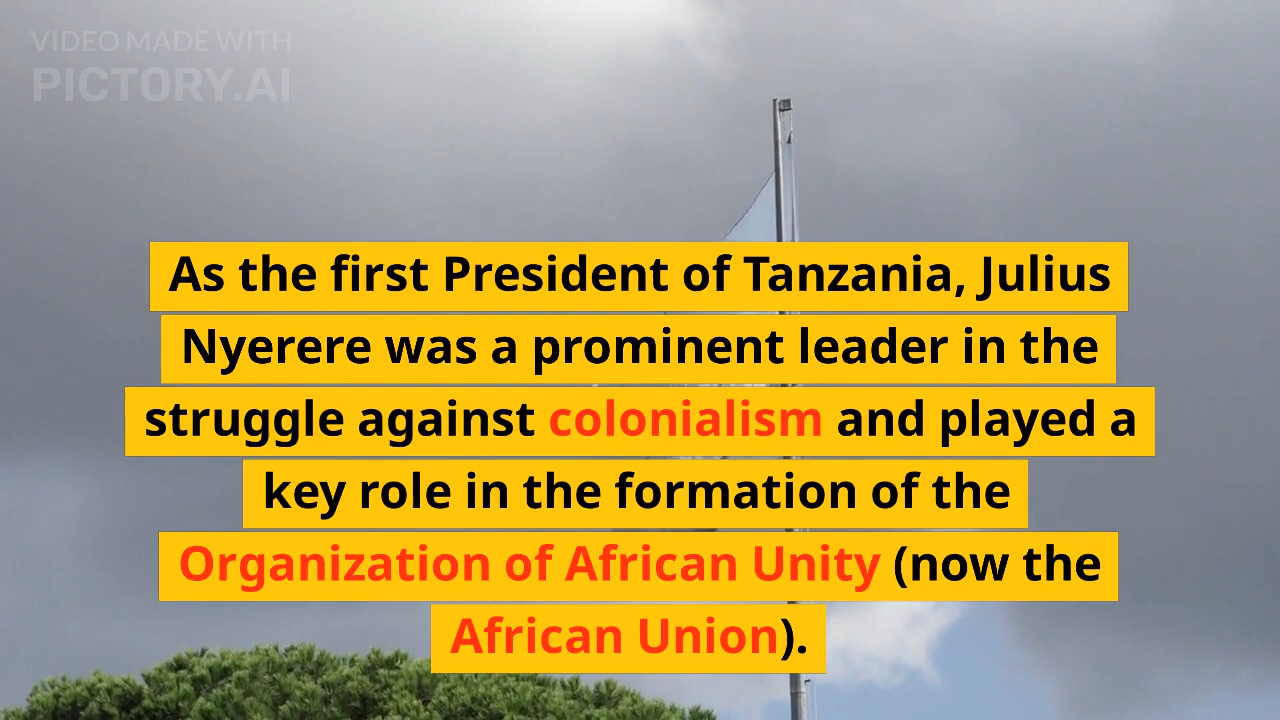 VIDEO MADE WITH
PICTORY.AI
As the first President of Tanzania, Julius
Nyerere was a prominent leader in the
struggle against colonialism and played a
key role in the formation of the
Organization of African Unity (now the
African Union).